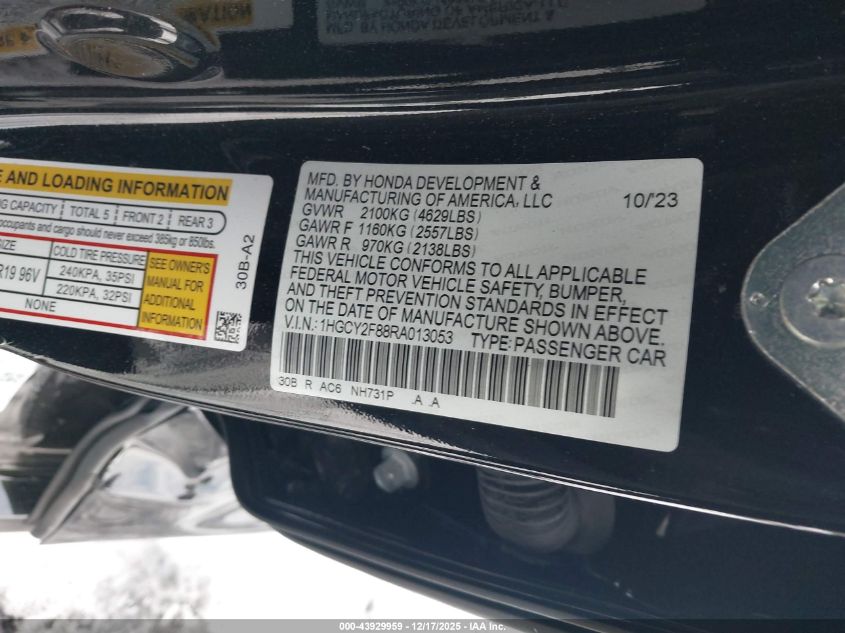 E AND LOADING INFORMATION
NG CAPACITY TOTAL 5 FRONT 2 REAR 3
occupants and cargo should never exceed 385kg or 850lbs.
SIZE COLD TIRE PRESSURE
R19 96V 240KPA, 35PSI
220KPA, 32PSI
NONE
SEE OWNER'S
MANUAL FOR
ADDITIONAL
INFORMATION
30B-A2
MFD. BY HONDA DEVELOPMENT &
MANUFACTURING OF AMERICA, LLC 10/'23
GVWR 2100KG (4629LBS)
GAWR F 1160KG (2557LBS)
GAWR R 970KG (2138LBS)
THIS VEHICLE CONFORMS TO ALL APPLICABLE
FEDERAL MOTOR VEHICLE SAFETY, BUMPER,
AND THEFT PREVENTION STANDARDS IN EFFECT
ON THE DATE OF MANUFACTURE SHOWN ABOVE.
V.I.N.: 1HGCY2F88RA013053 TYPE: PASSENGER CAR
30B R AC6 NH731P .A .A
000-43929959 - 12/17/2025 - IAA Inc.